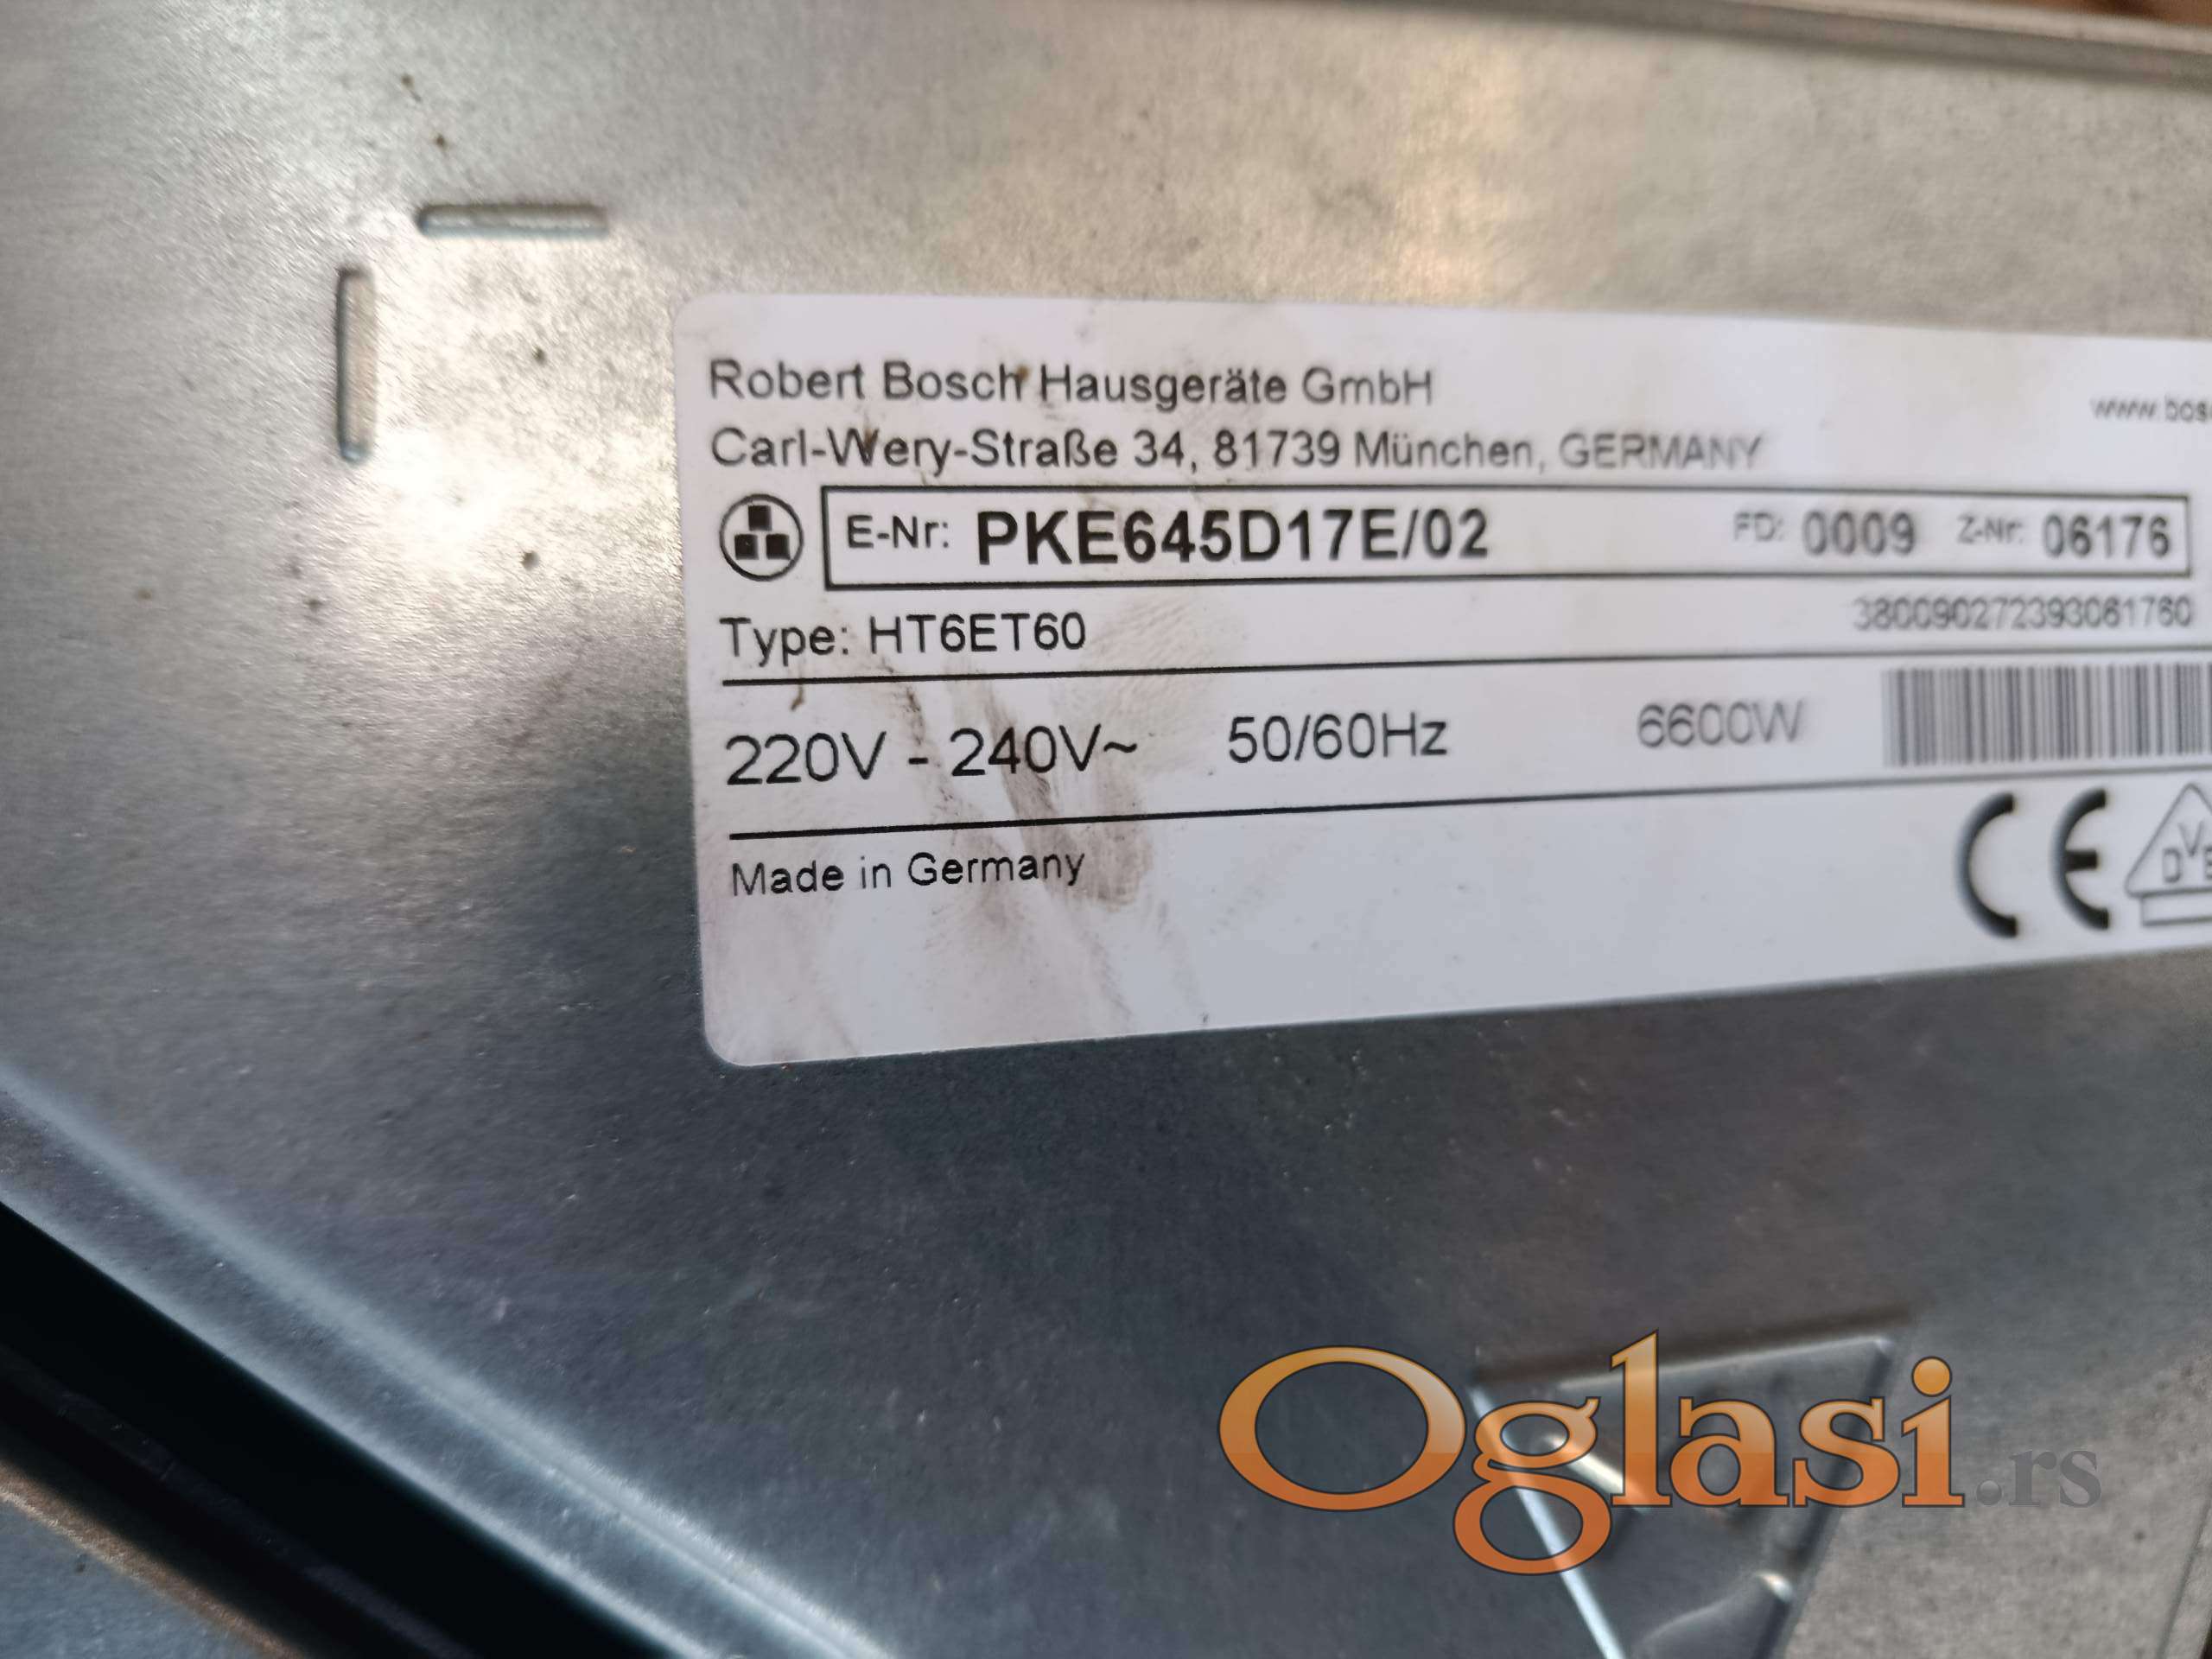 Robert Bosch Hausgeräte GmbH
www.bos
Carl-Wery-Straße 34, 81739 München, GERMANY
E-Nr: PKE645D17E/02 FD: 0009 Z-Nr: 06176
Type: HT6ET60
380090272393061760
220V - 240V~ 50/60Hz 6600W
Made in Germany
CE
DVE
Oglasi.rs